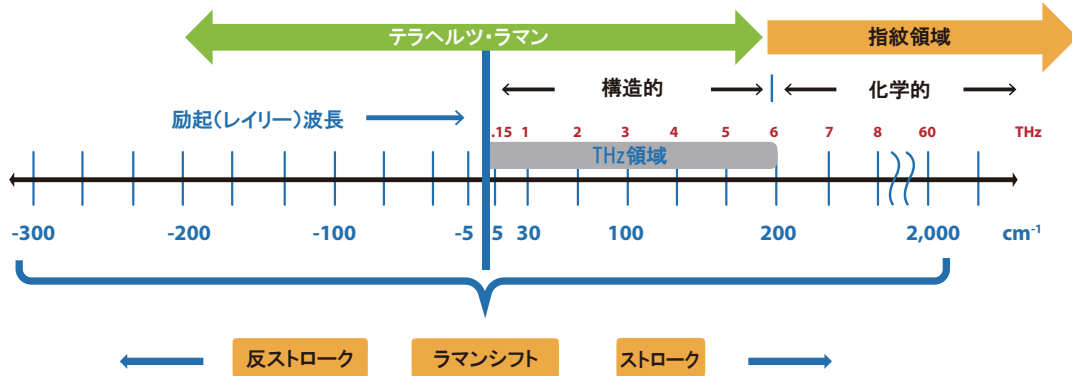 テラヘルツ・ラマン 指紋領域
構造的 化学的
励起(レイリー)波長
.15 1 2 3 4 5 6 7 8 60 THz
THz領域
-300 -200 -100 -5 5 30 100 200 2,000 cm-1
反ストローク ラマンシフト ストローク